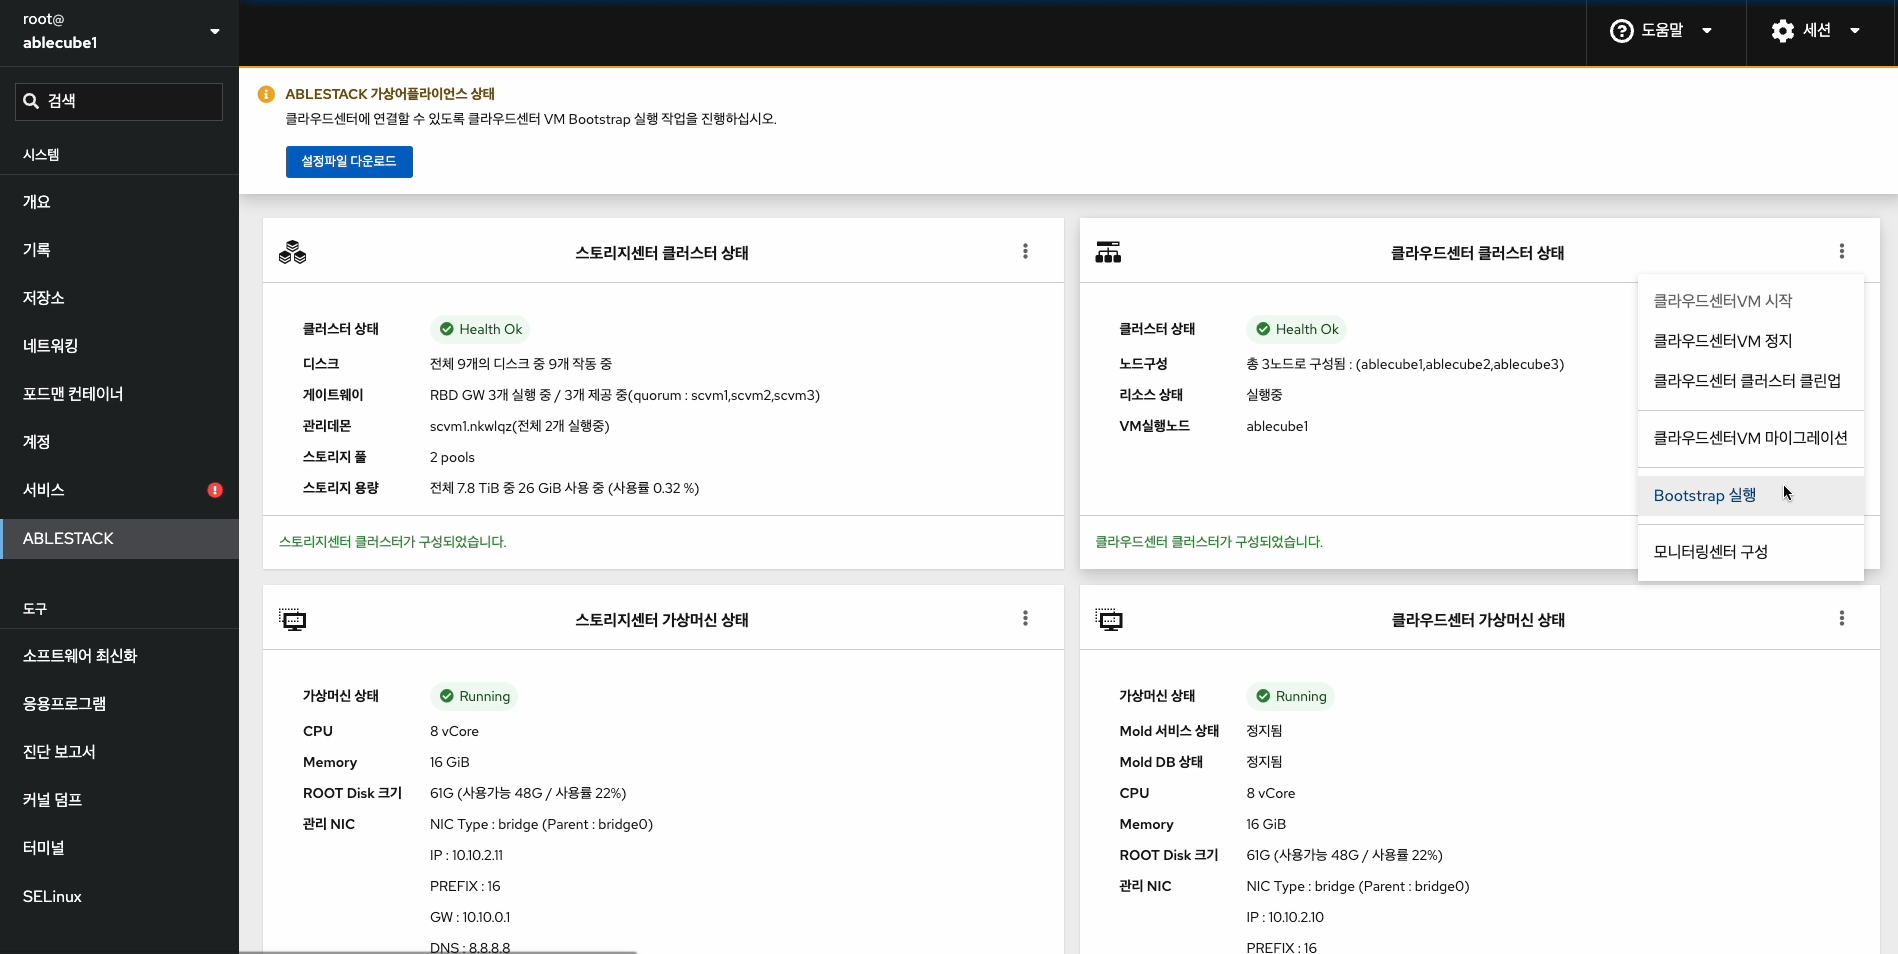 root@
ablecube1
도움말
세션
검색
시스템
개요
기록
저장소
네트워킹
포드맨 컨테이너
계정
서비스
ABLESTACK
도구
소프트웨어 최신화
응용프로그램
진단 보고서
커널 덤프
터미널
SELinux
ABLESTACK 가상어플라이언스 상태
클라우드센터에 연결할 수 있도록 클라우드센터 VM Bootstrap 실행 작업을 진행하십시오.
설정파일 다운로드
스토리지센터 클러스터 상태
클러스터 상태 Health Ok
디스크 전체 9개의 디스크 중 9개 작동 중
게이트웨이 RBD GW 3개 실행 중 / 3개 제공 중(quorum : scvm1,scvm2,scvm3)
관리데몬 scvm1.nkwlqz(전체 2개 실행중)
스토리지 풀 2 pools
스토리지 용량 전체 7.8 TiB 중 26 GiB 사용 중 (사용률 0.32 %)
스토리지센터 클러스터가 구성되었습니다.
클라우드센터 클러스터 상태
클러스터 상태 Health Ok
노드구성 총 3노드로 구성됨 : (ablecube1,ablecube2,ablecube3)
리소스 상태 실행중
VM실행노드 ablecube1
클라우드센터 클러스터가 구성되었습니다.
클라우드센터VM 시작
클라우드센터VM 정지
클라우드센터 클러스터 클린업
클라우드센터VM 마이그레이션
Bootstrap 실행
모니터링센터 구성
스토리지센터 가상머신 상태
가상머신 상태 Running
CPU 8 vCore
Memory 16 GiB
ROOT Disk 크기 61G (사용가능 48G / 사용률 22%)
관리 NIC NIC Type : bridge (Parent : bridge0)
IP : 10.10.2.11
PREFIX : 16
GW : 10.10.0.1
DNS : 8.8.8.8
클라우드센터 가상머신 상태
가상머신 상태 Running
Mold 서비스 상태 정지됨
Mold DB 상태 정지됨
CPU 8 vCore
Memory 16 GiB
ROOT Disk 크기 61G (사용가능 48G / 사용률 22%)
관리 NIC NIC Type : bridge (Parent : bridge0)
IP : 10.10.2.10
PREFIX : 16